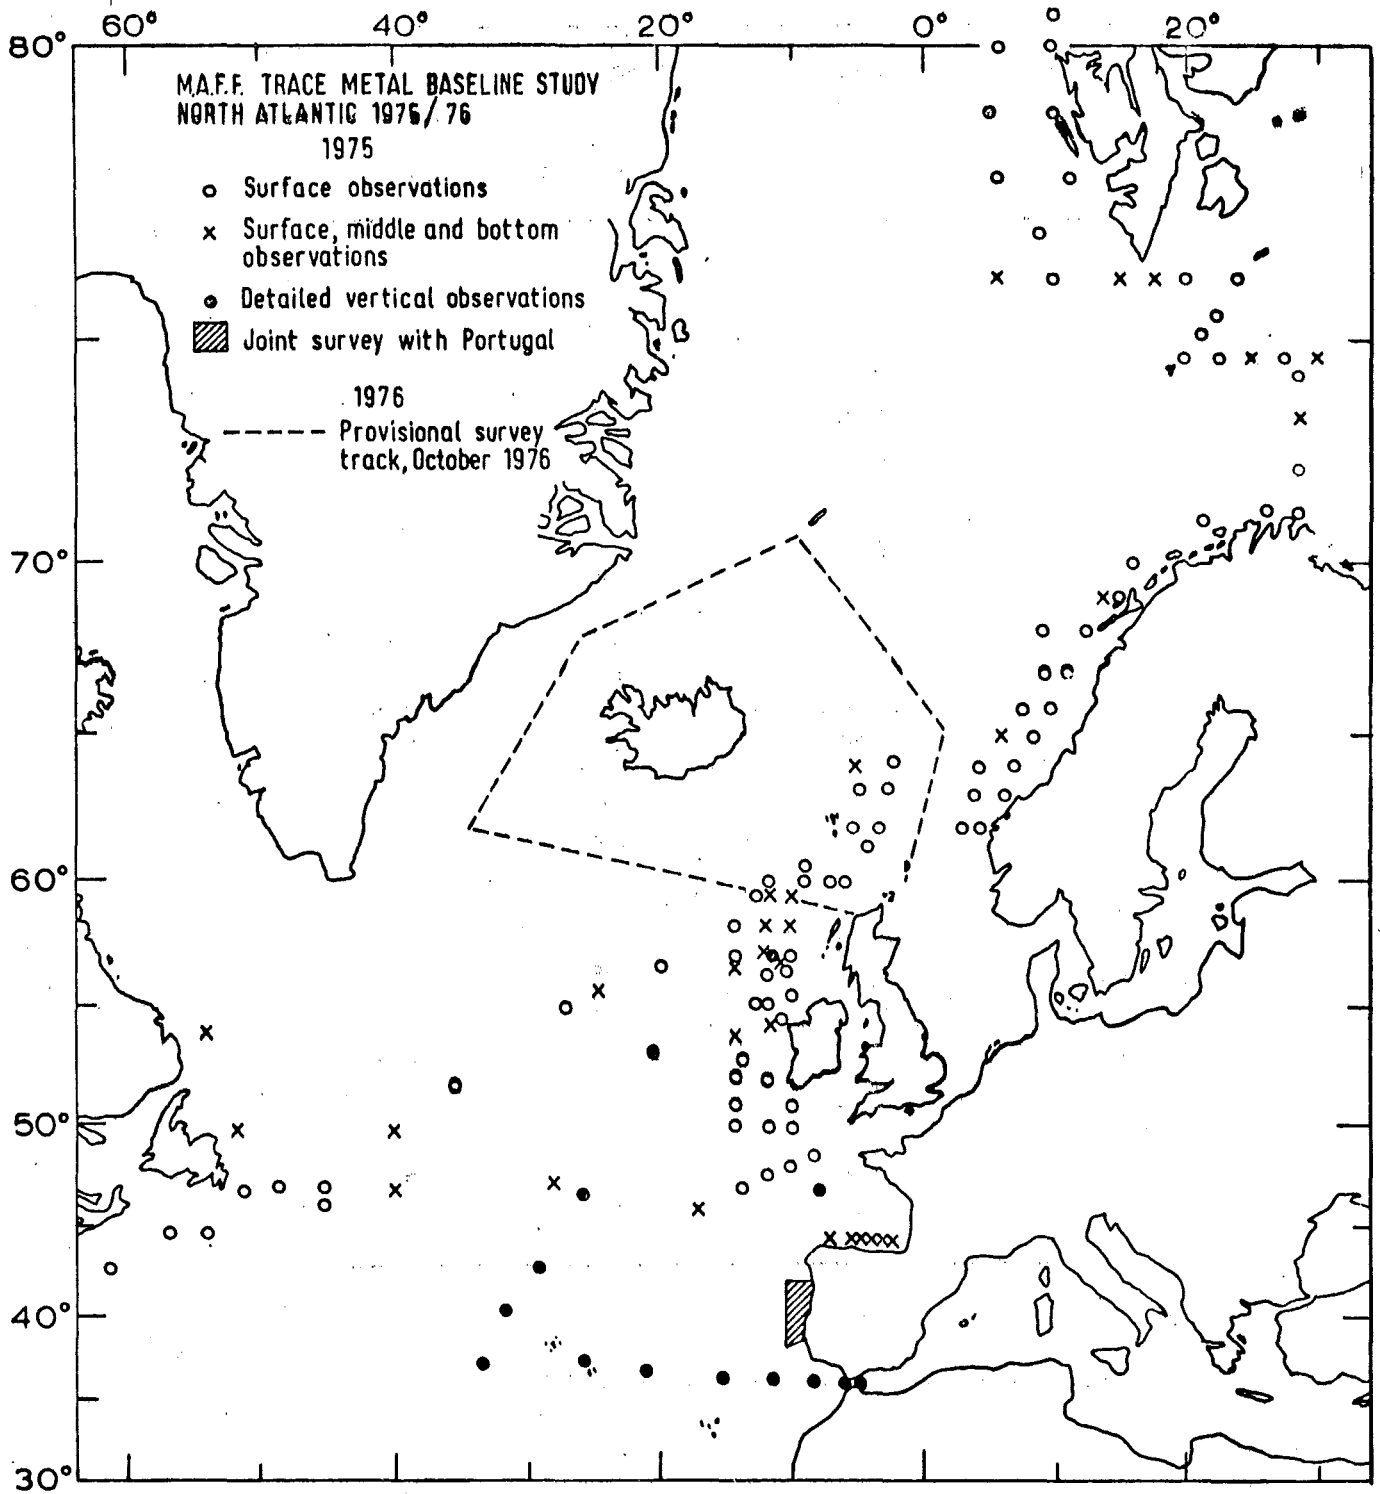 60° 40° 20° 0° 20°
80°
M.A.F.F. TRACE METAL BASELINE STUDY
NORTH ATLANTIC 1975/76
1975
o Surface observations
x Surface, middle and bottom
observations
● Detailed vertical observations
Joint survey with Portugal
1976
Provisional survey
track, October 1976
70°
60°
50°
40°
30°